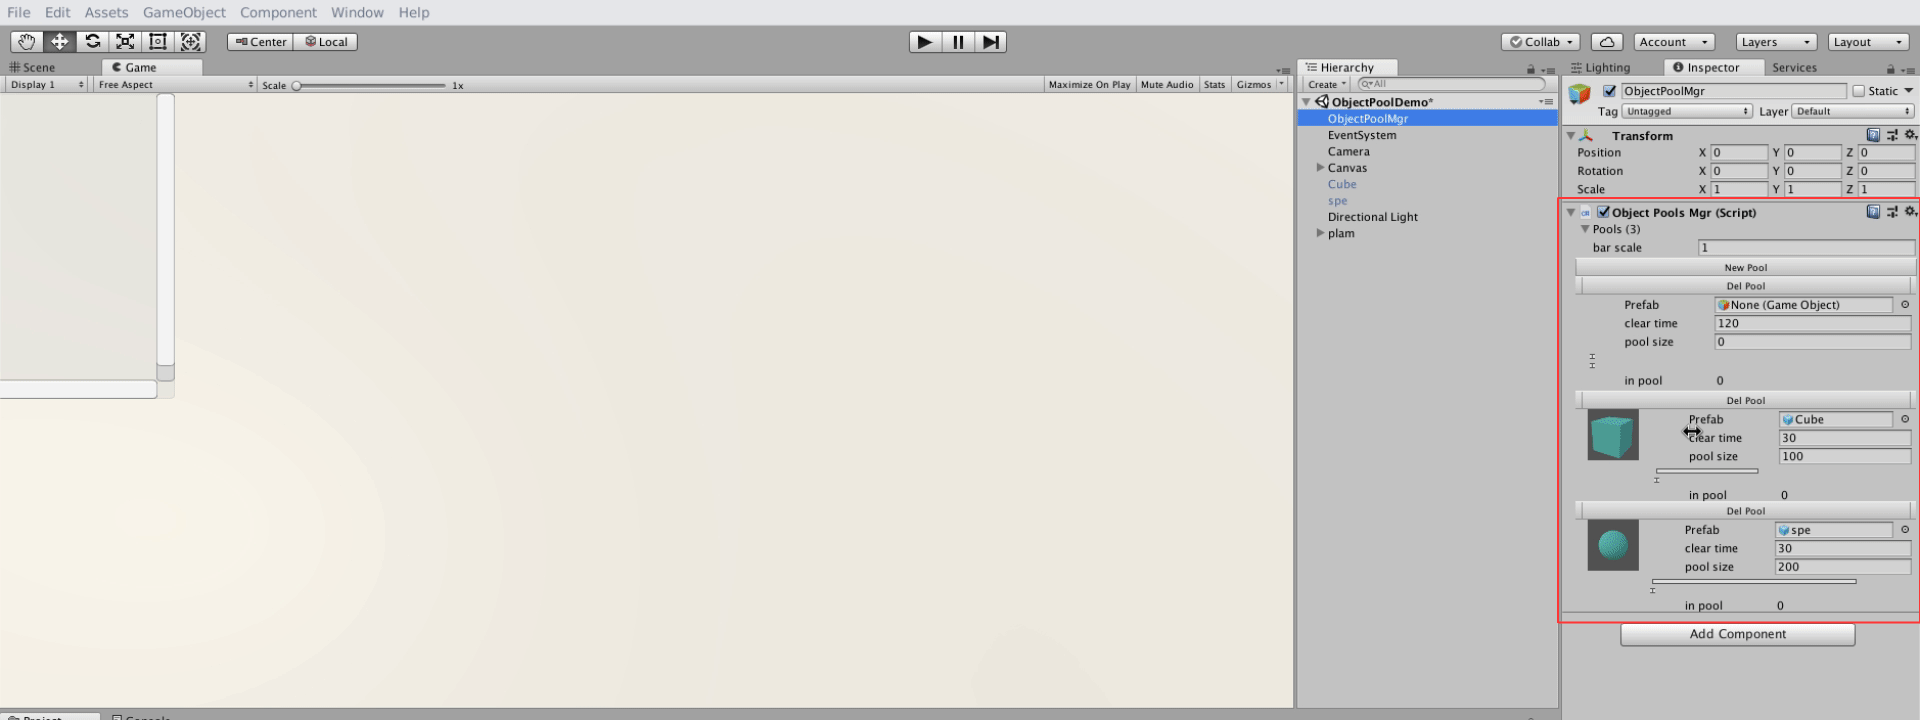 File Edit Assets GameObject Component Window Help
Center Local Collab Account Layers Layout
Scene Game
Display 1 Free Aspect Scale 1x Maximize On Play Mute Audio Stats Gizmos
Hierarchy
Create All
ObjectPoolDemo*
ObjectPoolMgr
EventSystem
Camera
Canvas
Cube
spe
Directional Light
plam
Lighting Inspector Services
ObjectPoolMgr Static
Tag Untagged Layer Default
Transform
Position X 0 Y 0 Z 0
Rotation X 0 Y 0 Z 0
Scale X 1 Y 1 Z 1
Object Pools Mgr (Script)
Pools (3)
bar scale 1
New Pool
Del Pool
Prefab None (Game Object)
clear time 120
pool size 0
in pool 0
Del Pool
Prefab Cube
clear time 30
pool size 100
in pool 0
Del Pool
Prefab spe
clear time 30
pool size 200
in pool 0
Add Component
Project Console